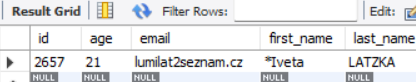 Result Grid Filter Rows: Edit:
id age email first_name last_name
2657 21 lumilat2seznam.cz *Iveta LATZKA
NULL NULL NULL NULL NULL